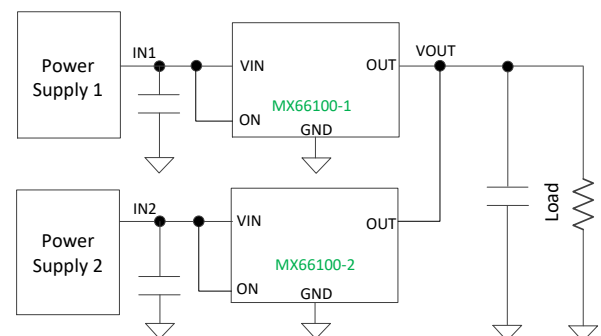 Power
Supply 1
IN1
VIN
ON
MX66100-1
GND
OUT
VOUT
Power
Supply 2
IN2
VIN
ON
MX66100-2
GND
OUT
Load